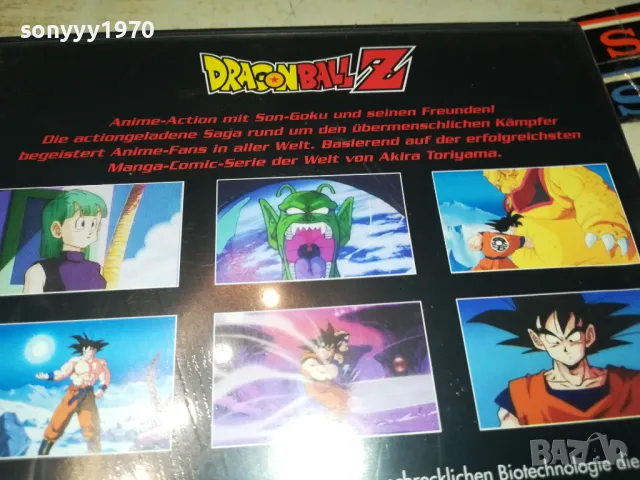 sonyyy1970
DRAGONBALL Z
Anime-Action mit Son-Goku und seinen Freunden!
Die actiongeladene Saga rund um den übermenschlichen Kämpfer
begeistert Anime-Fans in aller Welt. Basierend auf der erfolgreichsten
Manga-Comic-Serie der Welt von Akira Toriyama.
schrecklichen Biotechnologie die
BAZAR